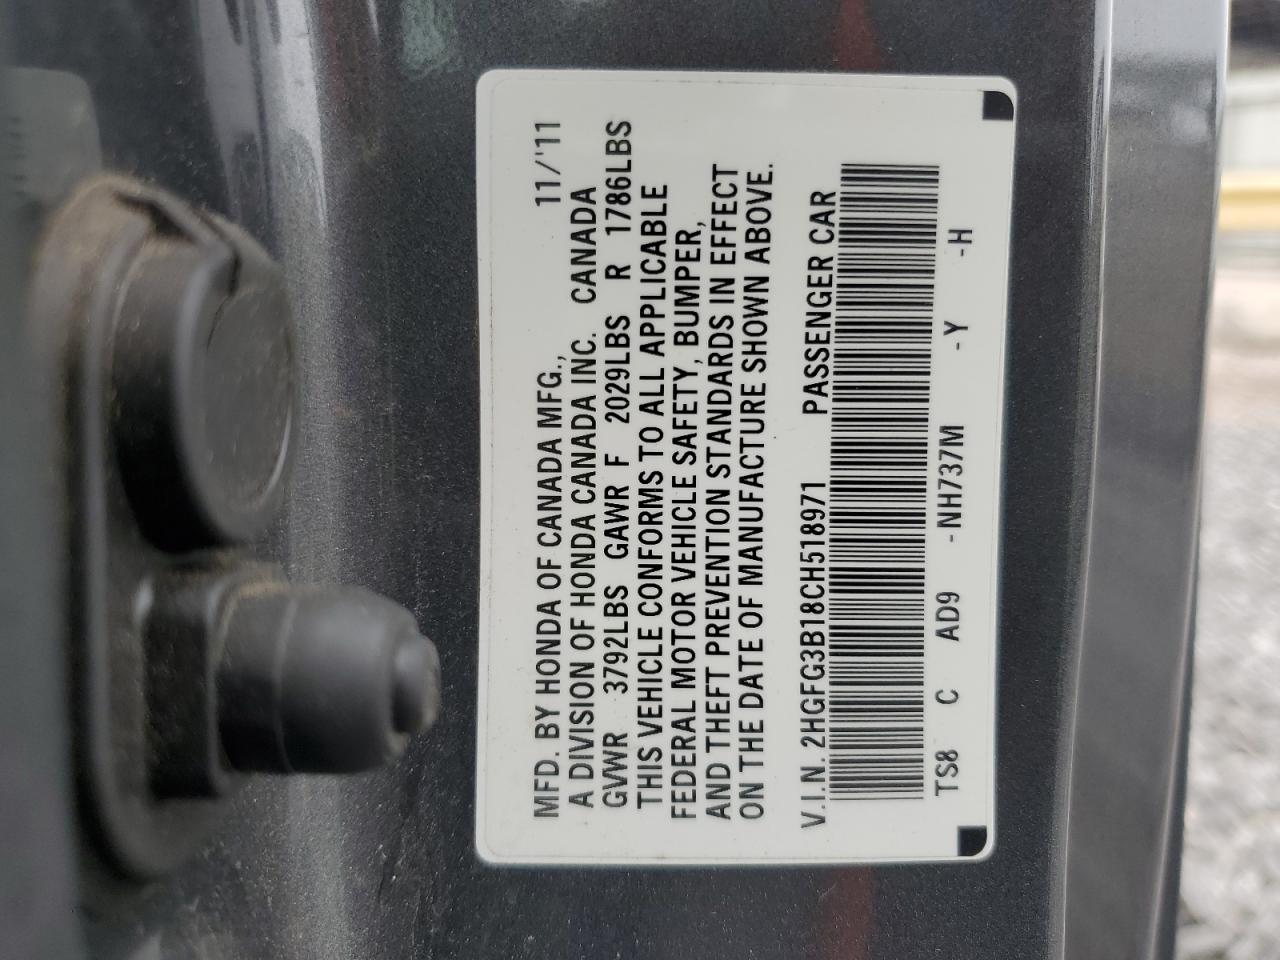 MFD. BY HONDA OF CANADA MFG., 11/'11
A DIVISION OF HONDA CANADA INC. CANADA
GVWR 3792LBS GAWR F 2029LBS R 1786LBS
THIS VEHICLE CONFORMS TO ALL APPLICABLE
FEDERAL MOTOR VEHICLE SAFETY, BUMPER,
AND THEFT PREVENTION STANDARDS IN EFFECT
ON THE DATE OF MANUFACTURE SHOWN ABOVE.
V.I.N. 2HGFG3B18CH518971 PASSENGER CAR
TS8 C AD9 -NH737M -Y -H